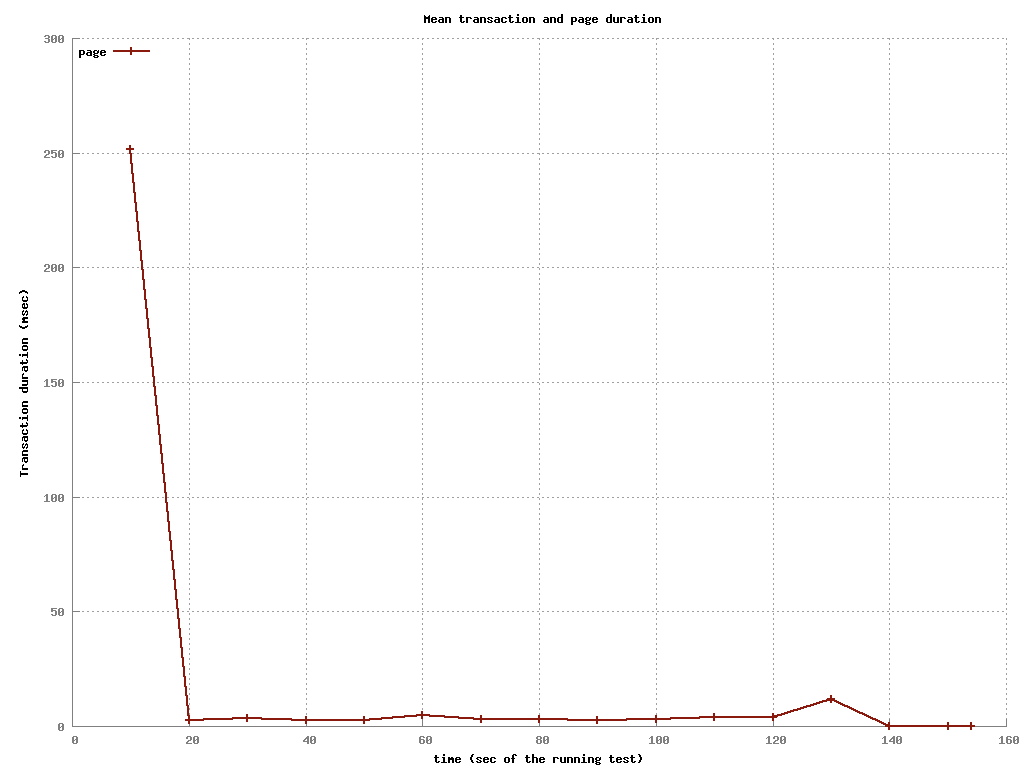 Mean transaction and page duration
300
page
250
200
150
100
50
0
Transaction duration (msec)
0 20 40 60 80 100 120 140 160
time (sec of the running test)